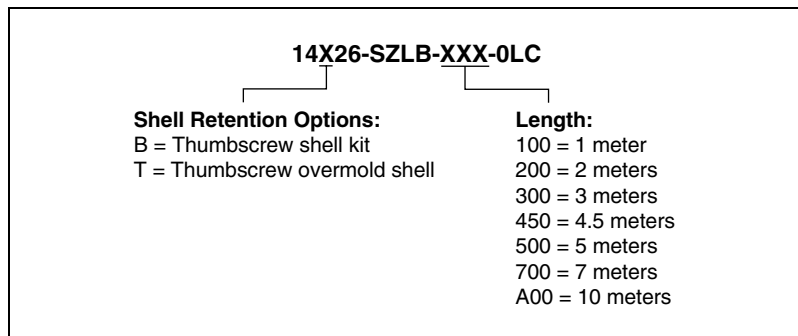 14X26-SZLB-XXX-0LC
Shell Retention Options:
B = Thumbscrew shell kit
T = Thumbscrew overmold shell
Length:
100 = 1 meter
200 = 2 meters
300 = 3 meters
450 = 4.5 meters
500 = 5 meters
700 = 7 meters
A00 = 10 meters